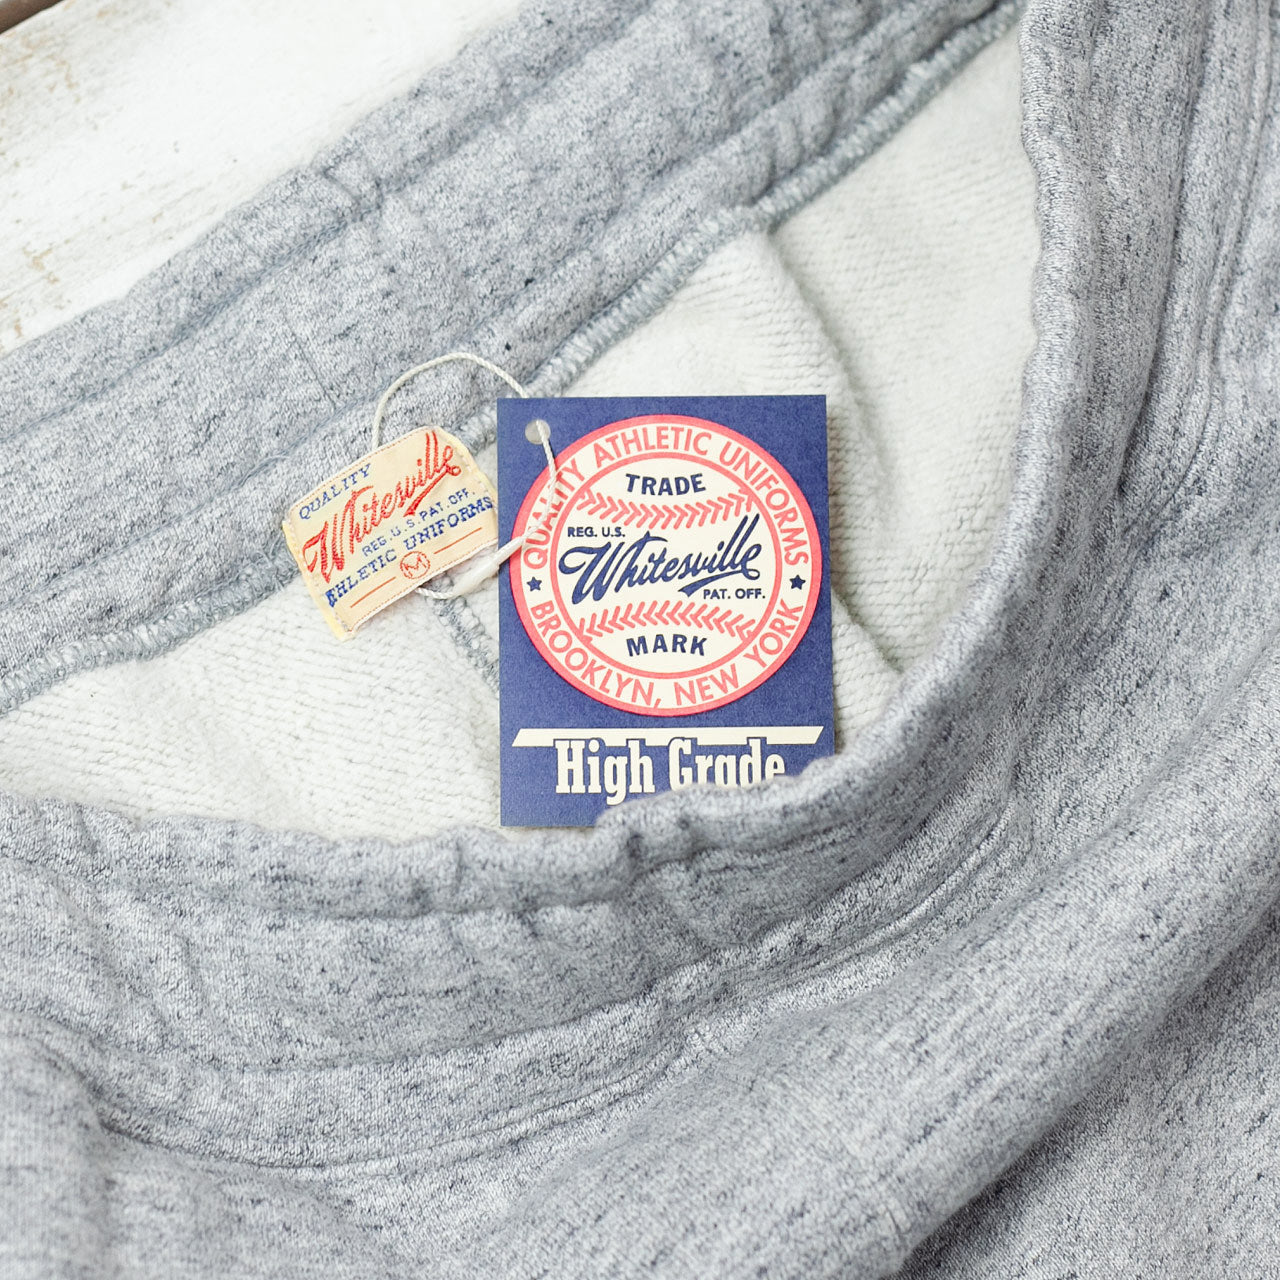 QUALITY
Whitesville
REG. U.S. PAT. OFF.
THLETIC UNIFORMS
M
QUALITY ATHLETIC UNIFORMS
TRADE
REG. U.S.
Whitesville
PAT. OFF.
MARK
BROOKLYN, NEW YORK
High Grade